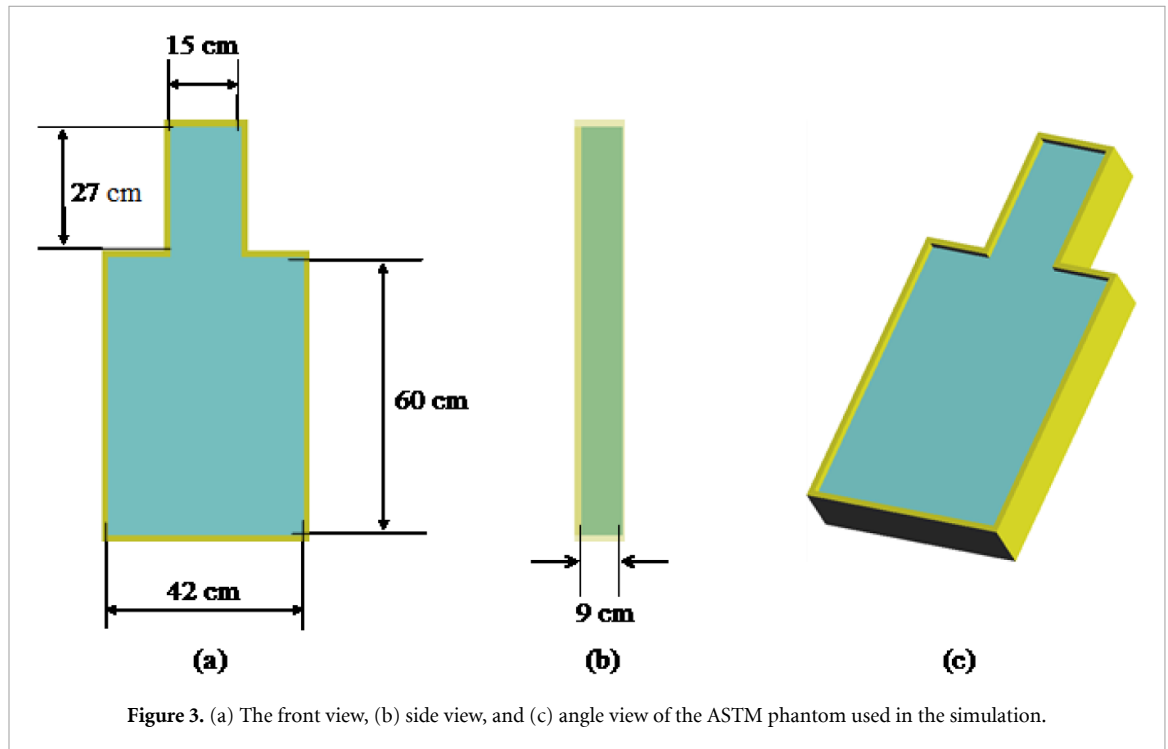 15 cm
27 cm
60 cm
42 cm
9 cm
(a)
(b)
(c)
Figure 3. (a) The front view, (b) side view, and (c) angle view of the ASTM phantom used in the simulation.